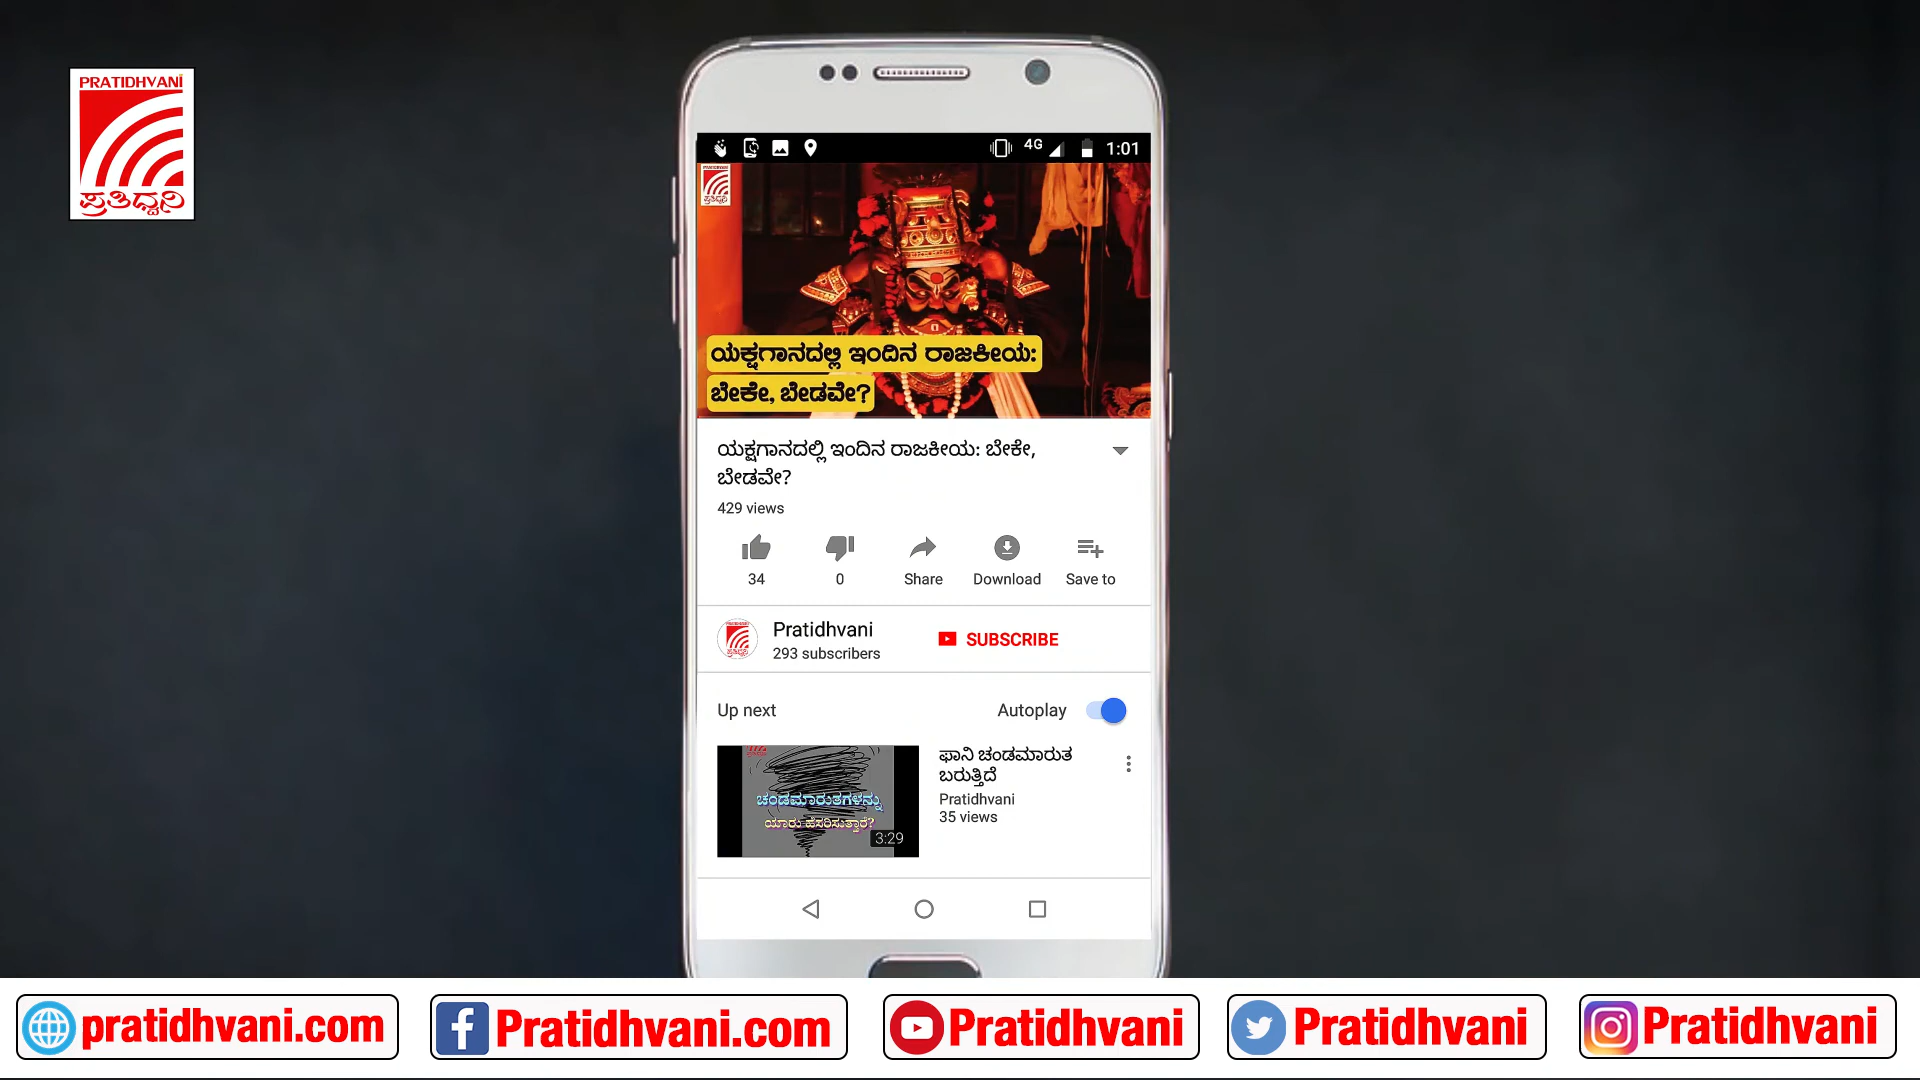 PRATIDHVANI
ಪ್ರತಿಧ್ವನಿ
4G 1:01
ಯಕ್ಷಗಾನದಲ್ಲಿ ಇಂದಿನ ರಾಜಕೀಯ:
ಬೇಕೇ, ಬೇಡವೇ?
ಯಕ್ಷಗಾನದಲ್ಲಿ ಇಂದಿನ ರಾಜಕೀಯ: ಬೇಕೇ,
ಬೇಡವೇ?
429 views
34 0 Share Download Save to
Pratidhvani
293 subscribers
SUBSCRIBE
Up next Autoplay
ಚಂಡಮಾರುತಗಳನ್ನು
ಯಾರು ಹೆಸರಿಸುತ್ತಾರೆ?
3:29
ಫಾನಿ ಚಂಡಮಾರುತ
ಬರುತ್ತಿದೆ
Pratidhvani
35 views
pratidhvani.com Pratidhvani.com Pratidhvani Pratidhvani Pratidhvani